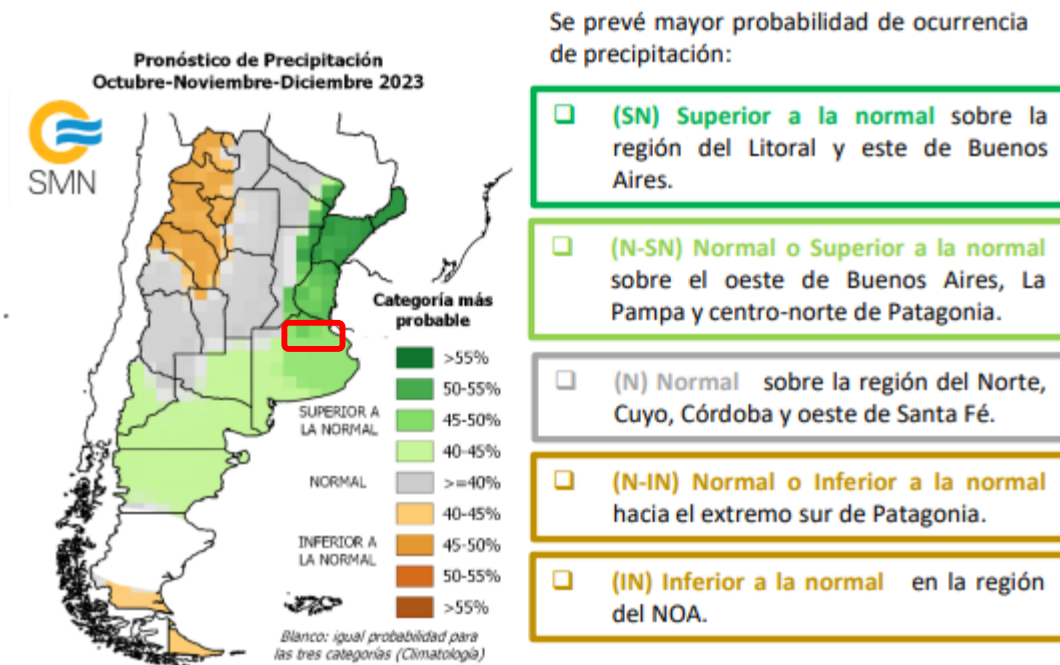 Pronóstico de Precipitación
Octubre-Noviembre-Diciembre 2023
SMN
Categoría más
probable
>55%
50-55%
SUPERIOR A
LA NORMAL
45-50%
40-45%
NORMAL
>=40%
40-45%
INFERIOR A
LA NORMAL
45-50%
50-55%
>55%
Blanco: igual probabilidad para
las tres categorías (Climatología)
Se prevé mayor probabilidad de ocurrencia
de precipitación:
(SN) Superior a la normal sobre la
región del Litoral y este de Buenos
Aires.
(N-SN) Normal o Superior a la normal
sobre el oeste de Buenos Aires, La
Pampa y centro-norte de Patagonia.
(N) Normal sobre la región del Norte,
Cuyo, Córdoba y oeste de Santa Fé.
(N-IN) Normal o Inferior a la normal
hacia el extremo sur de Patagonia.
(IN) Inferior a la normal en la región
del NOA.